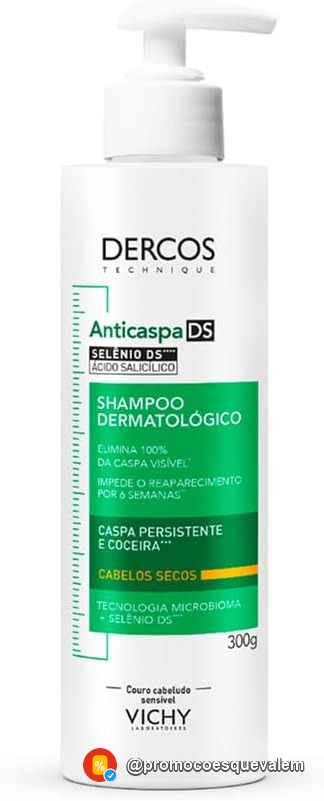 DERCOS
TECHNIQUE
Anticaspa DS
SELÊNIO DS****
ÁCIDO SALICÍLICO
SHAMPOO
DERMATOLÓGICO
ELIMINA 100%
DA CASPA VISÍVEL*
IMPEDE O REAPARECIMENTO
POR 6 SEMANAS**
CASPA PERSISTENTE
E COCEIRA***
CABELOS SECOS
TECNOLOGIA MICROBIOMA
+ SELÊNIO DS****
300g
Couro cabeludo
sensível
VICHY
LABORATOIRES
% @promocoesquevalem